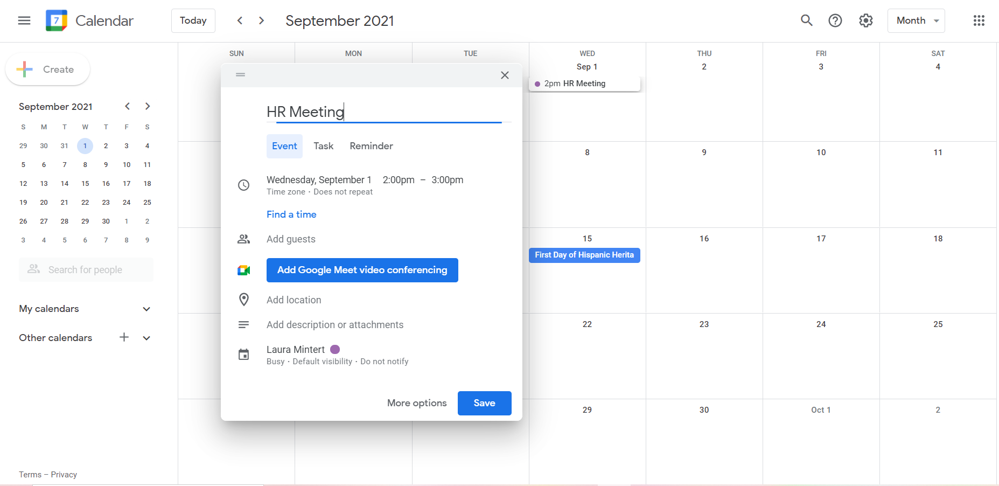 7 Calendar Today September 2021 Month
Create
September 2021
S M T W T F S
29 30 31 1 2 3 4
5 6 7 8 9 10 11
12 13 14 15 16 17 18
19 20 21 22 23 24 25
26 27 28 29 30 1 2
3 4 5 6 7 8 9
Search for people
My calendars
Other calendars
Terms – Privacy
SUN MON TUE WED THU FRI SAT
Sep 1 2 3 4
2pm HR Meeting
8 9 10 11
15 16 17 18
First Day of Hispanic Herita
22 23 24 25
29 30 Oct 1 2
HR Meeting
Event Task Reminder
Wednesday, September 1 2:00pm – 3:00pm
Time zone · Does not repeat
Find a time
Add guests
Add Google Meet video conferencing
Add location
Add description or attachments
Laura Mintert
Busy · Default visibility · Do not notify
More options Save